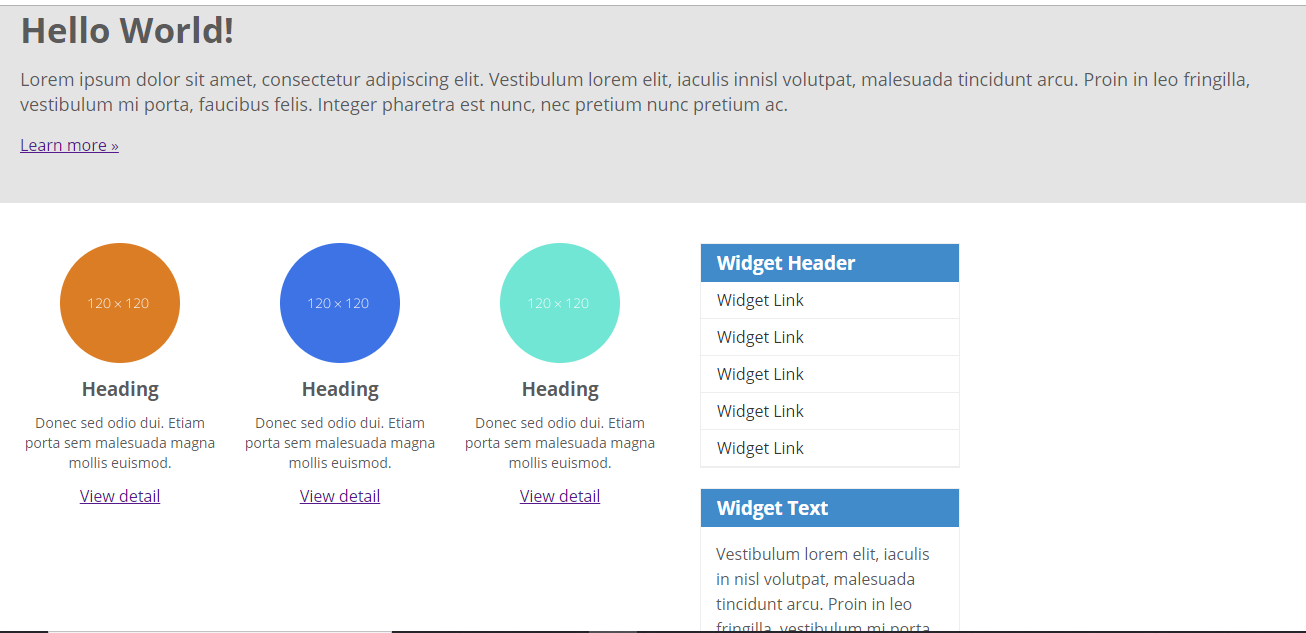 Hello World!
Lorem ipsum dolor sit amet, consectetur adipiscing elit. Vestibulum lorem elit, iaculis innisl volutpat, malesuada tincidunt arcu. Proin in leo fringilla,
vestibulum mi porta, faucibus felis. Integer pharetra est nunc, nec pretium nunc pretium ac.
Learn more »
120 × 120
Heading
Donec sed odio dui. Etiam
porta sem malesuada magna
mollis euismod.
View detail
120 × 120
Heading
Donec sed odio dui. Etiam
porta sem malesuada magna
mollis euismod.
View detail
120 × 120
Heading
Donec sed odio dui. Etiam
porta sem malesuada magna
mollis euismod.
View detail
Widget Header
Widget Link
Widget Link
Widget Link
Widget Link
Widget Link
Widget Text
Vestibulum lorem elit, iaculis
in nisl volutpat, malesuada
tincidunt arcu. Proin in leo
fringilla, vestibulum mi porta,